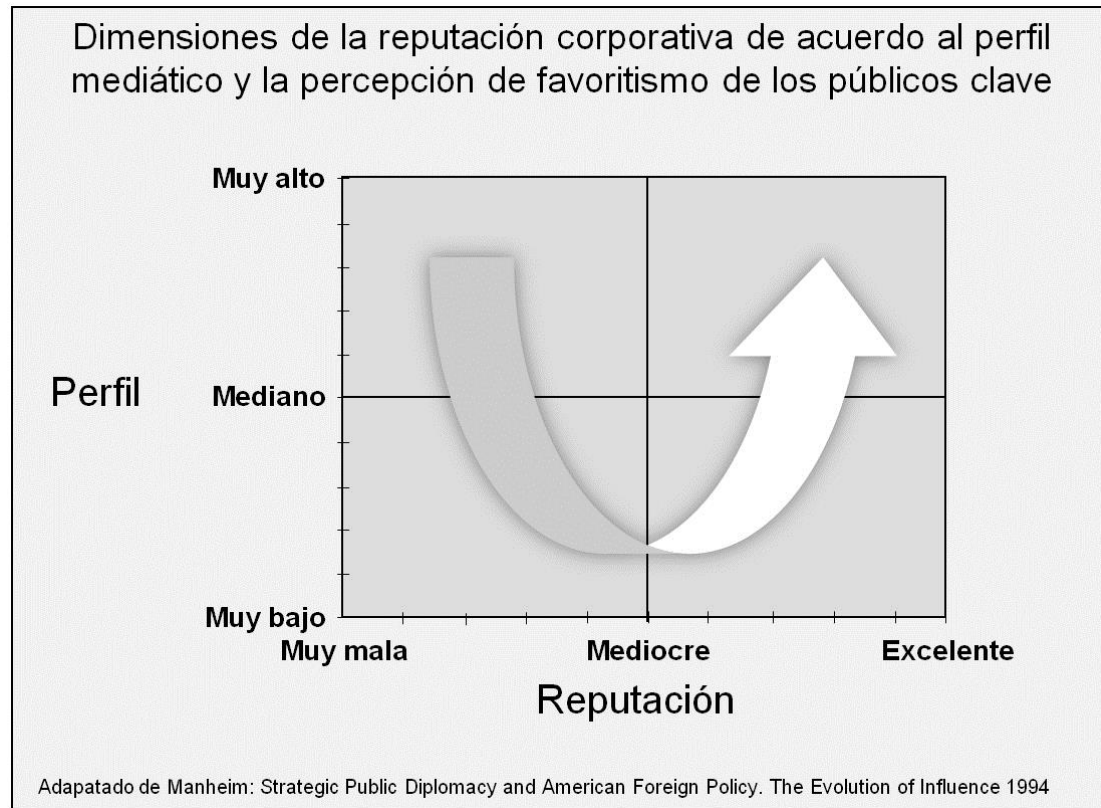 Dimensiones de la reputación corporativa de acuerdo al perfil
mediático y la percepción de favoritismo de los públicos clave
Muy alto
Perfil
Mediano
Muy bajo
Muy mala
Mediocre
Excelente
Reputación
Adapatado de Manheim: Strategic Public Diplomacy and American Foreign Policy. The Evolution of Influence 1994